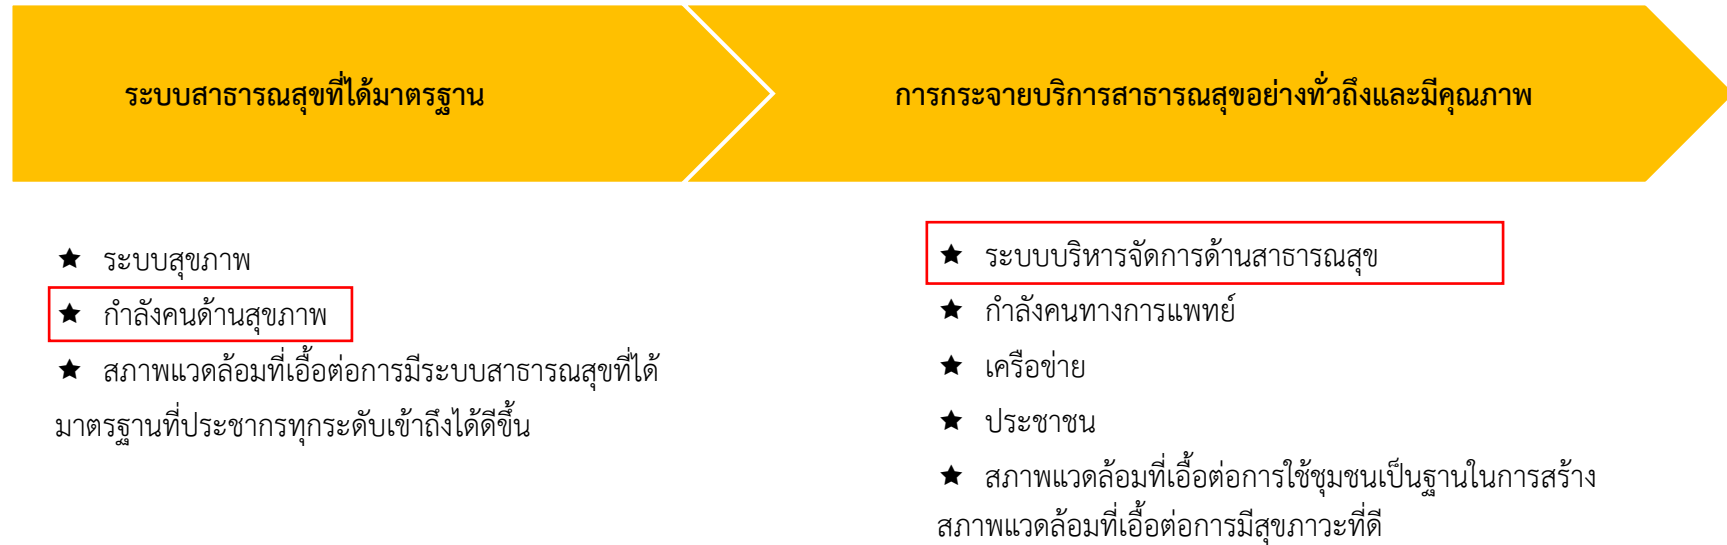 ระบบสาธารณสุขที่ได้มาตรฐาน
★ ระบบสุขภาพ
★ กำลังคนด้านสุขภาพ
★ สภาพแวดล้อมที่เอื้อต่อการมีระบบสาธารณสุขที่ได้
มาตรฐานที่ประชากรทุกระดับเข้าถึงได้ดีขึ้น
การกระจายบริการสาธารณสุขอย่างทั่วถึงและมีคุณภาพ
★ ระบบบริหารจัดการด้านสาธารณสุข
★ กำลังคนทางการแพทย์
★ เครือข่าย
★ ประชาชน
★ สภาพแวดล้อมที่เอื้อต่อการใช้ชุมชนเป็นฐานในการสร้าง
สภาพแวดล้อมที่เอื้อต่อการมีสุขภาวะที่ดี